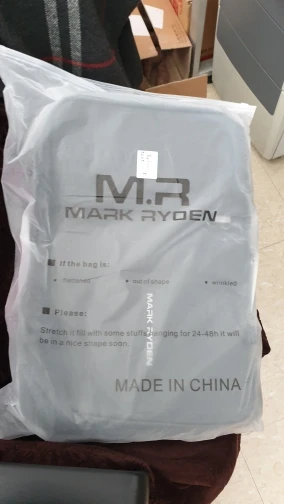 M.R
MARK RYDEN
If the bag is:
flattened
out of shape
wrinkled
Please:
Stretch it fill with some stuffs hanging for 24-48h it will
be in a nice shape soon.
MARK RYDEN
MADE IN CHINA